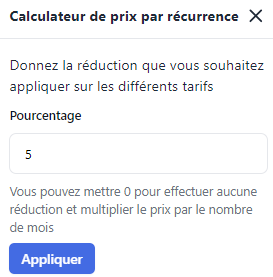 Calculateur de prix par récurrence
Donnez la réduction que vous souhaitez
appliquer sur les différents tarifs
Pourcentage
5
Vous pouvez mettre 0 pour effectuer aucune
réduction et multiplier le prix par le nombre
de mois
Appliquer